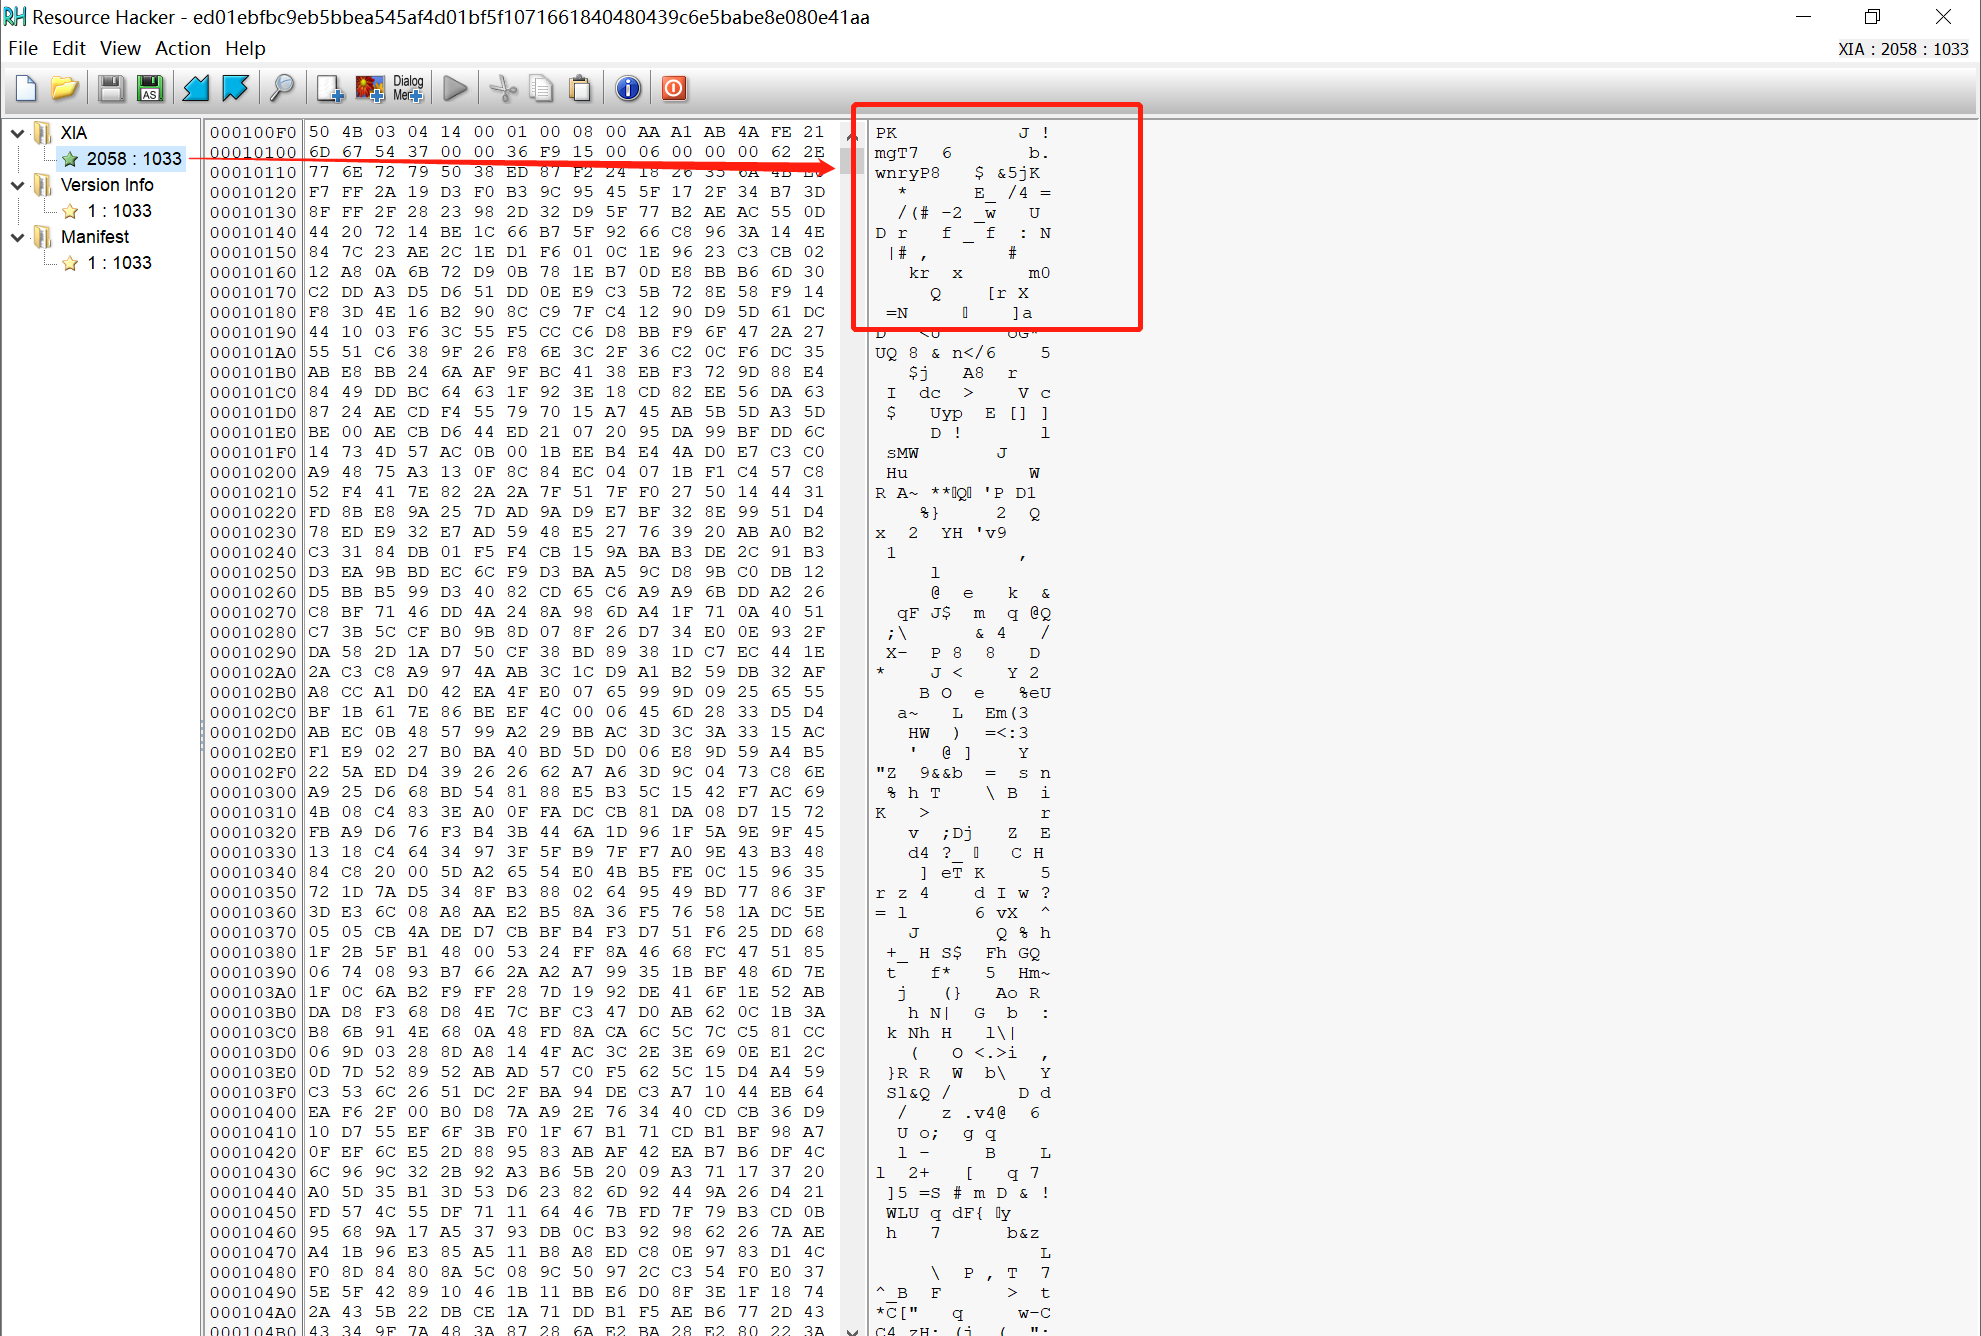 Resource Hacker - ed01ebfbc9eb5bbea545af4d01bf5f1071661840480439c6e5babe8e080e41aa
File Edit View Action Help
XIA : 2058 : 1033
AS
Dialog
Men
XIA
2058 : 1033
Version Info
1 : 1033
Manifest
1 : 1033
000100F0 50 4B 03 04 14 00 01 00 08 00 AA A1 AB 4A FE 21 PK J !
00010100 6D 67 54 37 00 00 36 F9 15 00 06 00 00 00 62 2E mgT7 6 b.
00010110 77 6E 72 79 50 38 ED 87 F2 24 18 26 35 6A 4B wnryP8 $ &5jK
F7 FF 2A 19 D3 F0 B3 9C 95 45 5F 17 2F 34 B7 3D * E_ /4 =
00010130 8F FF 2F 28 23 98 2D 32 D9 5F 77 B2 AE AC 55 0D /(# -2 _w U
00010140 44 20 72 14 BE 1C 66 B7 5F 92 66 C8 96 3A 14 4E D r f _ f : N
00010150 84 7C 23 AE 2C 1E D1 F6 01 0C 1E 96 23 C3 CB 02 |# , #
00010160 12 A8 0A 6B 72 D9 0B 78 1E B7 0D E8 BB B6 6D 30 kr x m0
00010170 C2 DD A3 D5 D6 51 DD 0E E9 C3 5B 72 8E 58 F9 14 Q [r X
00010180 F8 3D 4E 16 B2 90 8C C9 7F C4 12 90 D9 5D 61 DC =N ]a
00010190 44 10 03 F6 3C 55 F5 CC C6 D8 BB F9 6F 47 2A 27 D <U oG*'
000101A0 55 51 C6 38 9F 26 F8 6E 3C 2F 36 C2 0C F6 DC 35 UQ 8 & n</6 5
000101B0 AB E8 BB 24 6A AF 9F BC 41 38 EB F3 72 9D 88 E4 $j A8 r
000101C0 84 49 DD BC 64 63 1F 92 3E 18 CD 82 EE 56 DA 63 I dc > V c
000101D0 87 24 AE CD F4 55 79 70 15 A7 45 AB 5B 5D A3 5D $ Uyp E [] ]
000101E0 BE 00 AE CB D6 44 ED 21 07 20 95 DA 99 BF DD 6C D ! l
000101F0 14 73 4D 57 AC 0B 00 1B EE B4 E4 4A D0 E7 C3 C0 sMW J
00010200 A9 48 75 A3 13 0F 8C 84 EC 04 07 1B F1 C4 57 C8 Hu W
00010210 52 F4 41 7E 82 2A 2A 7F 51 7F F0 27 50 14 44 31 R A~ **Q 'P D1
00010220 FD 8B E8 9A 25 7D AD 9A D9 E7 BF 32 8E 99 51 D4 %} 2 Q
00010230 78 ED E9 32 E7 AD 59 48 E5 27 76 39 20 AB A0 B2 x 2 YH 'v9
00010240 C3 31 84 DB 01 F5 F4 CB 15 9A BA B3 DE 2C 91 B3 1 ,
00010250 D3 EA 9B BD EC 6C F9 D3 BA A5 9C D8 9B C0 DB 12 l
00010260 D5 BB B5 99 D3 40 82 CD 65 C6 A9 A9 6B DD A2 26 @ e k &
00010270 C8 BF 71 46 DD 4A 24 8A 98 6D A4 1F 71 0A 40 51 qF J$ m q @Q
00010280 C7 3B 5C CF B0 9B 8D 07 8F 26 D7 34 E0 0E 93 2F ;\ & 4 /
00010290 DA 58 2D 1A D7 50 CF 38 BD 89 38 1D C7 EC 44 1E X- P 8 8 D
000102A0 2A C3 C8 A9 97 4A AB 3C 1C D9 A1 B2 59 DB 32 AF * J < Y 2
000102B0 A8 CC A1 D0 42 EA 4F E0 07 65 99 9D 09 25 65 55 B O e %eU
000102C0 BF 1B 61 7E 86 BE EF 4C 00 06 45 6D 28 33 D5 D4 a~ L Em(3
000102D0 AB EC 0B 48 57 99 A2 29 BB AC 3D 3C 3A 33 15 AC HW ) =<:3
000102E0 F1 E9 02 27 B0 BA 40 BD 5D D0 06 E8 9D 59 A4 B5 ' @ ] Y
000102F0 22 5A ED D4 39 26 26 62 A7 A6 3D 9C 04 73 C8 6E "Z 9&&b = s n
00010300 A9 25 D6 68 BD 54 81 88 E5 B3 5C 15 42 F7 AC 69 % h T \ B i
00010310 4B 08 C4 83 3E A0 0F FA DC CB 81 DA 08 D7 15 72 K > r
00010320 FB A9 D6 76 F3 B4 3B 44 6A 1D 96 1F 5A 9E 9F 45 v ;Dj Z E
00010330 13 18 C4 64 34 97 3F 5F B9 7F F7 A0 9E 43 B3 48 d4 ?_ C H
00010340 84 C8 20 00 5D A2 65 54 E0 4B B5 FE 0C 15 96 35 ] eT K 5
00010350 72 1D 7A D5 34 8F B3 88 02 64 95 49 BD 77 86 3F r z 4 d I w ?
00010360 3D E3 6C 08 A8 AA E2 B5 8A 36 F5 76 58 1A DC 5E = l 6 vX ^
00010370 05 05 CB 4A DE D7 CB BF B4 F3 D7 51 F6 25 DD 68 J Q % h
00010380 1F 2B 5F B1 48 00 53 24 FF 8A 46 68 FC 47 51 85 +_ H S$ Fh GQ
00010390 06 74 08 93 B7 66 2A A2 A7 99 35 1B BF 48 6D 7E t f* 5 Hm~
000103A0 1F 0C 6A B2 F9 FF 28 7D 19 92 DE 41 6F 1E 52 AB j (} Ao R
000103B0 DA D8 F3 68 D8 4E 7C BF C3 47 D0 AB 62 0C 1B 3A h N| G b :
000103C0 B8 6B 91 4E 68 0A 48 FD 8A CA 6C 5C 7C C5 81 CC k Nh H l\|
000103D0 06 9D 03 28 8D A8 14 4F AC 3C 2E 3E 69 0E E1 2C ( O <.>i ,
000103E0 0D 7D 52 89 52 AB AD 57 C0 F5 62 5C 15 D4 A4 59 }R R W b\ Y
000103F0 C3 53 6C 26 51 DC 2F BA 94 DE C3 A7 10 44 EB 64 Sl&Q / D d
00010400 EA F6 2F 00 B0 D8 7A A9 2E 76 34 40 CD CB 36 D9 / z .v4@ 6
00010410 10 D7 55 EF 6F 3B F0 1F 67 B1 71 CD B1 BF 98 A7 U o; g q
00010420 0F EF 6C E5 2D 88 95 83 AB AF 42 EA B7 B6 DF 4C l - B L
00010430 6C 96 9C 32 2B 92 A3 B6 5B 20 09 A3 71 17 37 20 l 2+ [ q 7
00010440 A0 5D 35 B1 3D 53 D6 23 82 6D 92 44 9A 26 D4 21 ]5 =S # m D & !
00010450 FD 57 4C 55 DF 71 11 64 46 7B FD 7F 79 B3 CD 0B WLU q dF{ y
00010460 95 68 9A 17 A5 37 93 DB 0C B3 92 98 62 26 7A AE h 7 b&z
00010470 A4 1B 96 E3 85 A5 11 B8 A8 ED C8 0E 97 83 D1 4C L
00010480 F0 8D 84 80 8A 5C 08 9C 50 97 2C C3 54 F0 E0 37 \ P , T 7
00010490 5E 5F 42 89 10 46 1B 11 BB E6 D0 8F 3E 1F 18 74 ^_B F > t
000104A0 2A 43 5B 22 DB CE 1A 71 DD B1 F5 AE B6 77 2D 43 *C[" q w-C
000104B0 43 34 9F 7A 48 3A 87 28 6A E2 BA 28 E2 80 22 3A C4 zH: (j ( ":